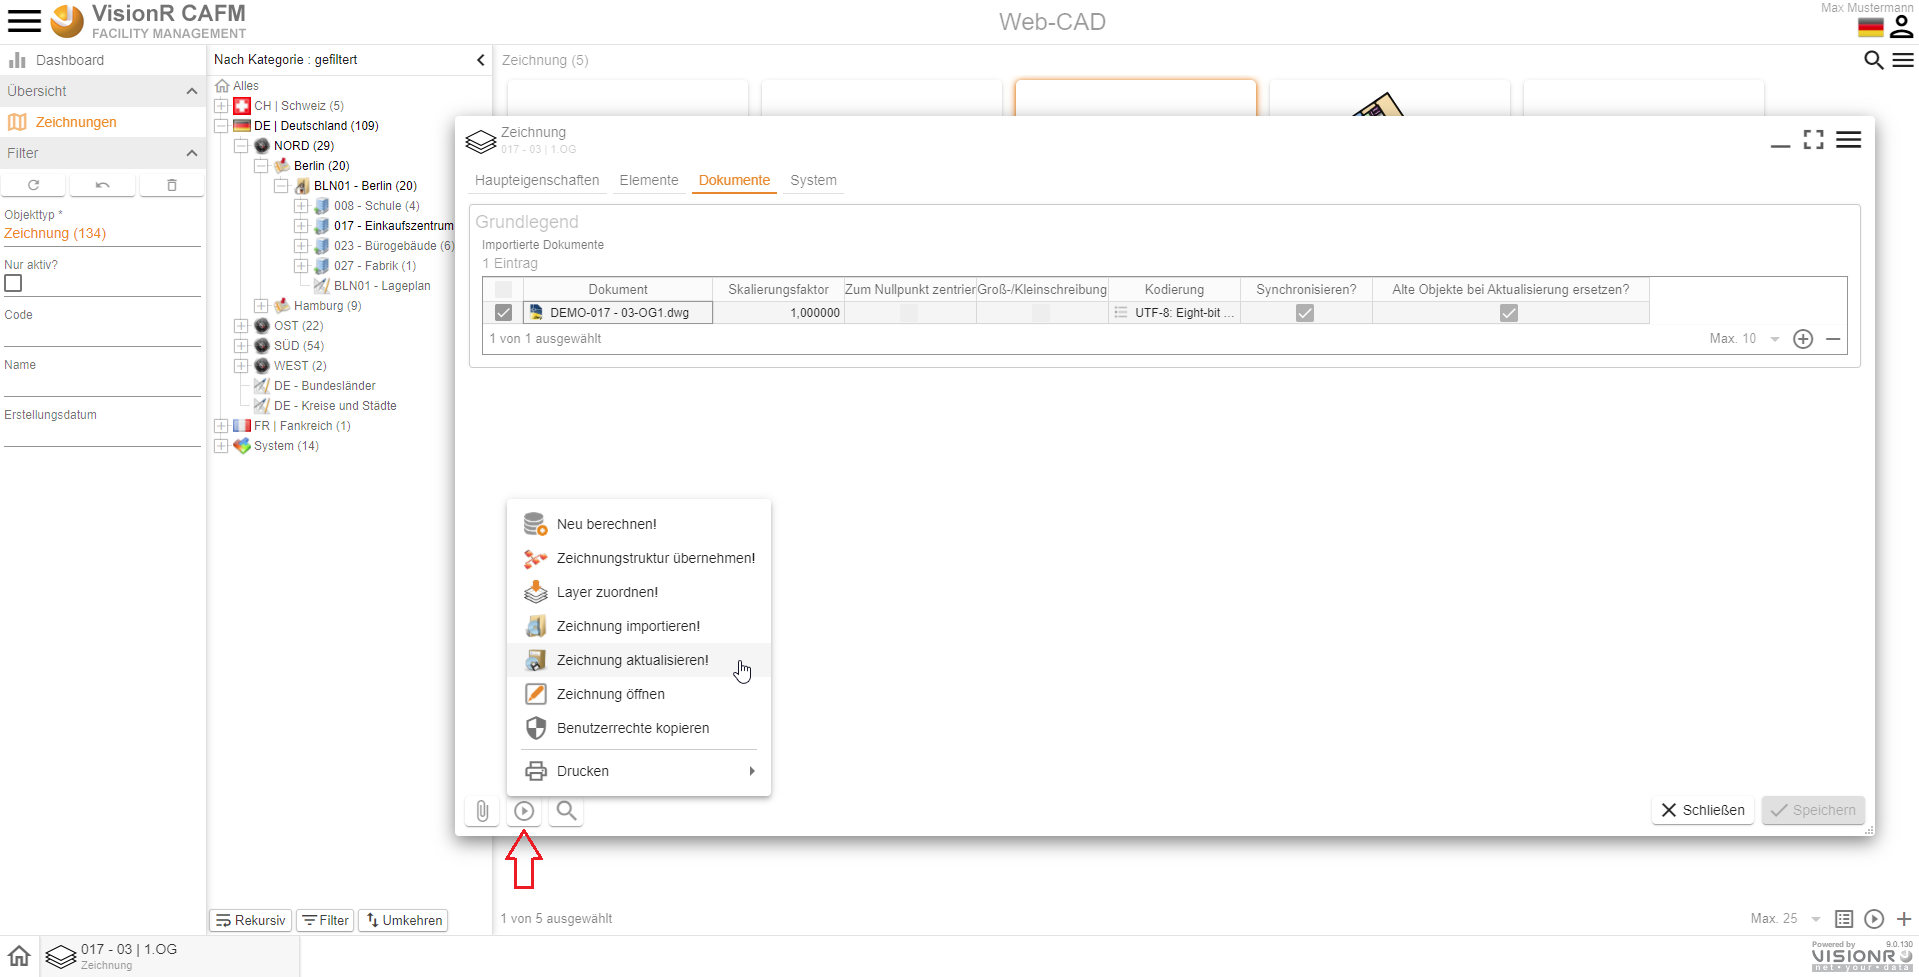 VisionR CAFM
FACILITY MANAGEMENT
Web-CAD
Max Mustermann
Dashboard
Übersicht
Zeichnungen
Filter
Objekttyp *
Zeichnung (134)
Nur aktiv?
Code
Name
Erstellungsdatum
Nach Kategorie : gefiltert
Alles
CH | Schweiz (5)
DE | Deutschland (109)
NORD (29)
Berlin (20)
BLN01 - Berlin (20)
008 - Schule (4)
017 - Einkaufszentrum
023 - Bürogebäude (6)
027 - Fabrik (1)
BLN01 - Lageplan
Hamburg (9)
OST (22)
SÜD (54)
WEST (2)
DE - Bundesländer
DE - Kreise und Städte
FR | Fankreich (1)
System (14)
Rekursiv
Filter
Umkehren
Zeichnung (5)
Zeichnung
017 - 03 | 1.OG
Haupteigenschaften
Elemente
Dokumente
System
Grundlegend
Importierte Dokumente
1 Eintrag
Dokument
Skalierungsfaktor
Zum Nullpunkt zentrier
Groß-/Kleinschreibung
Kodierung
Synchronisieren?
Alte Objekte bei Aktualisierung ersetzen?
DEMO-017 - 03-OG1.dwg
1,000000
UTF-8: Eight-bit ...
1 von 1 ausgewählt
Max. 10
Neu berechnen!
Zeichnungstruktur übernehmen!
Layer zuordnen!
Zeichnung importieren!
Zeichnung aktualisieren!
Zeichnung öffnen
Benutzerrechte kopieren
Drucken
Schließen
Speichern
1 von 5 ausgewählt
Max. 25
017 - 03 | 1.OG
Zeichnung
Powered by
9.0.130
VISIONR
net • your • data